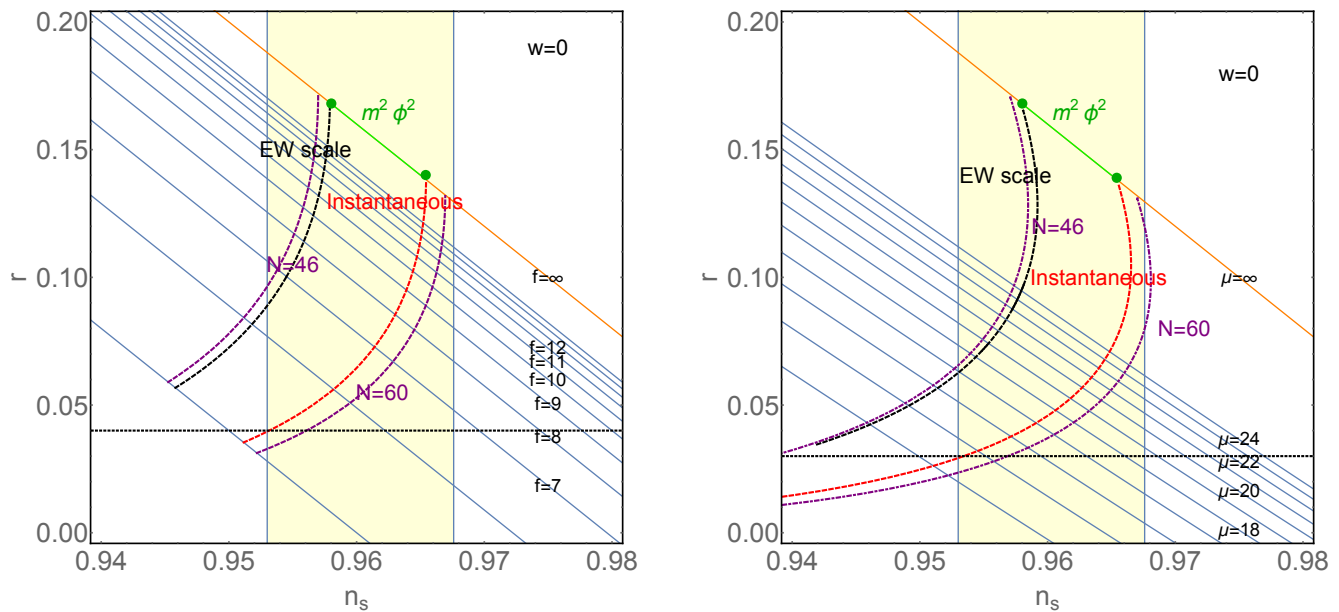 0.20
w=0
m² φ²
0.15
EW scale
Instantaneous
r
0.10
N=46
f=∞
f=12
f=11
f=10
N=60
0.05
f=9
f=8
f=7
0.00
0.94
0.95
0.96
0.97
0.98
nₛ
0.20
w=0
m² φ²
0.15
EW scale
N=46
r
0.10
Instantaneous
μ=∞
N=60
0.05
μ=24
μ=22
μ=20
μ=18
0.00
0.94
0.95
0.96
0.97
0.98
nₛ